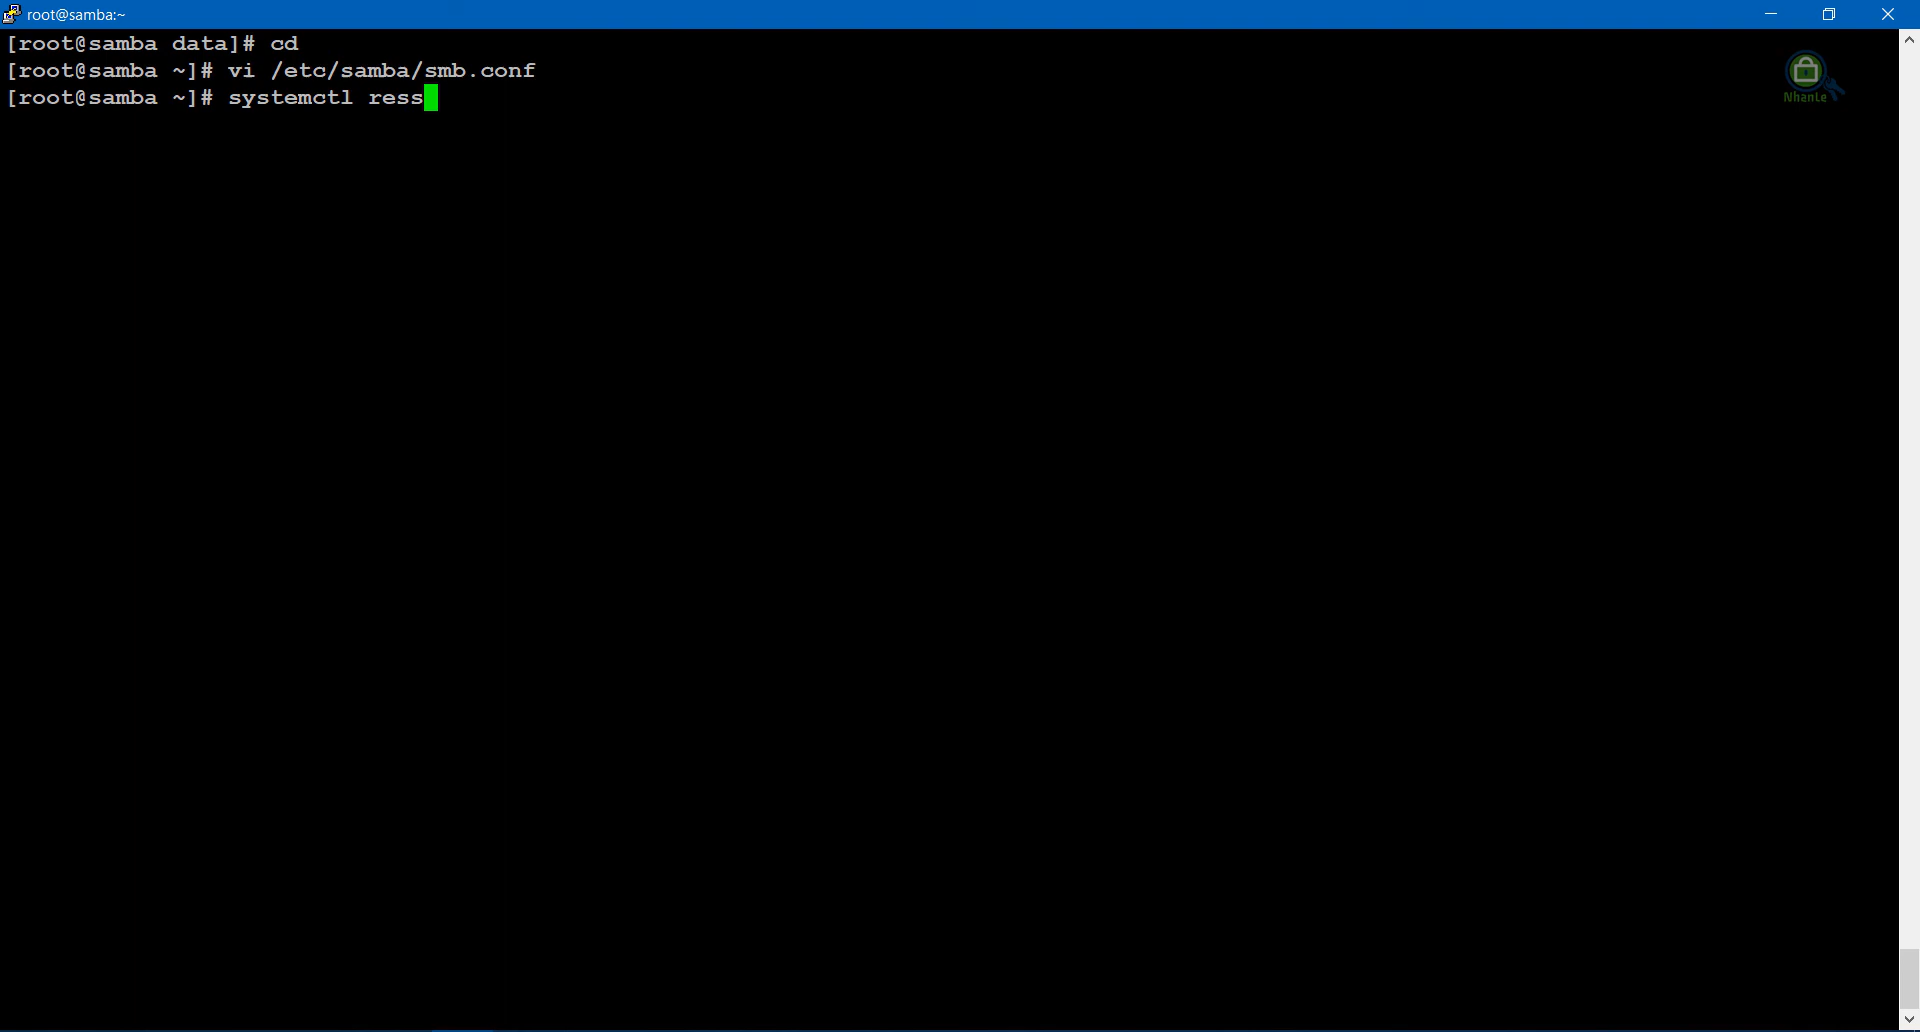 root@samba:~
[root@samba data]# cd
[root@samba ~]# vi /etc/samba/smb.conf
[root@samba ~]# systemctl ress
NhanLe